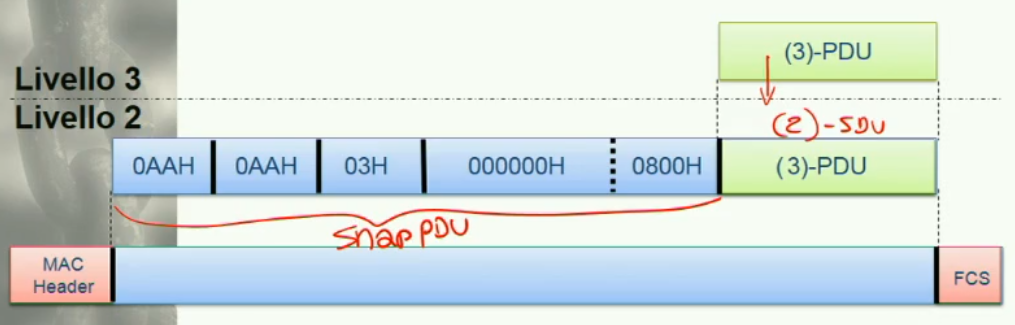 (3)-PDU
Livello 3
Livello 2
(2)-SDU
0AAH 0AAH 03H 000000H 0800H (3)-PDU
Snap PDU
MAC
Header
FCS